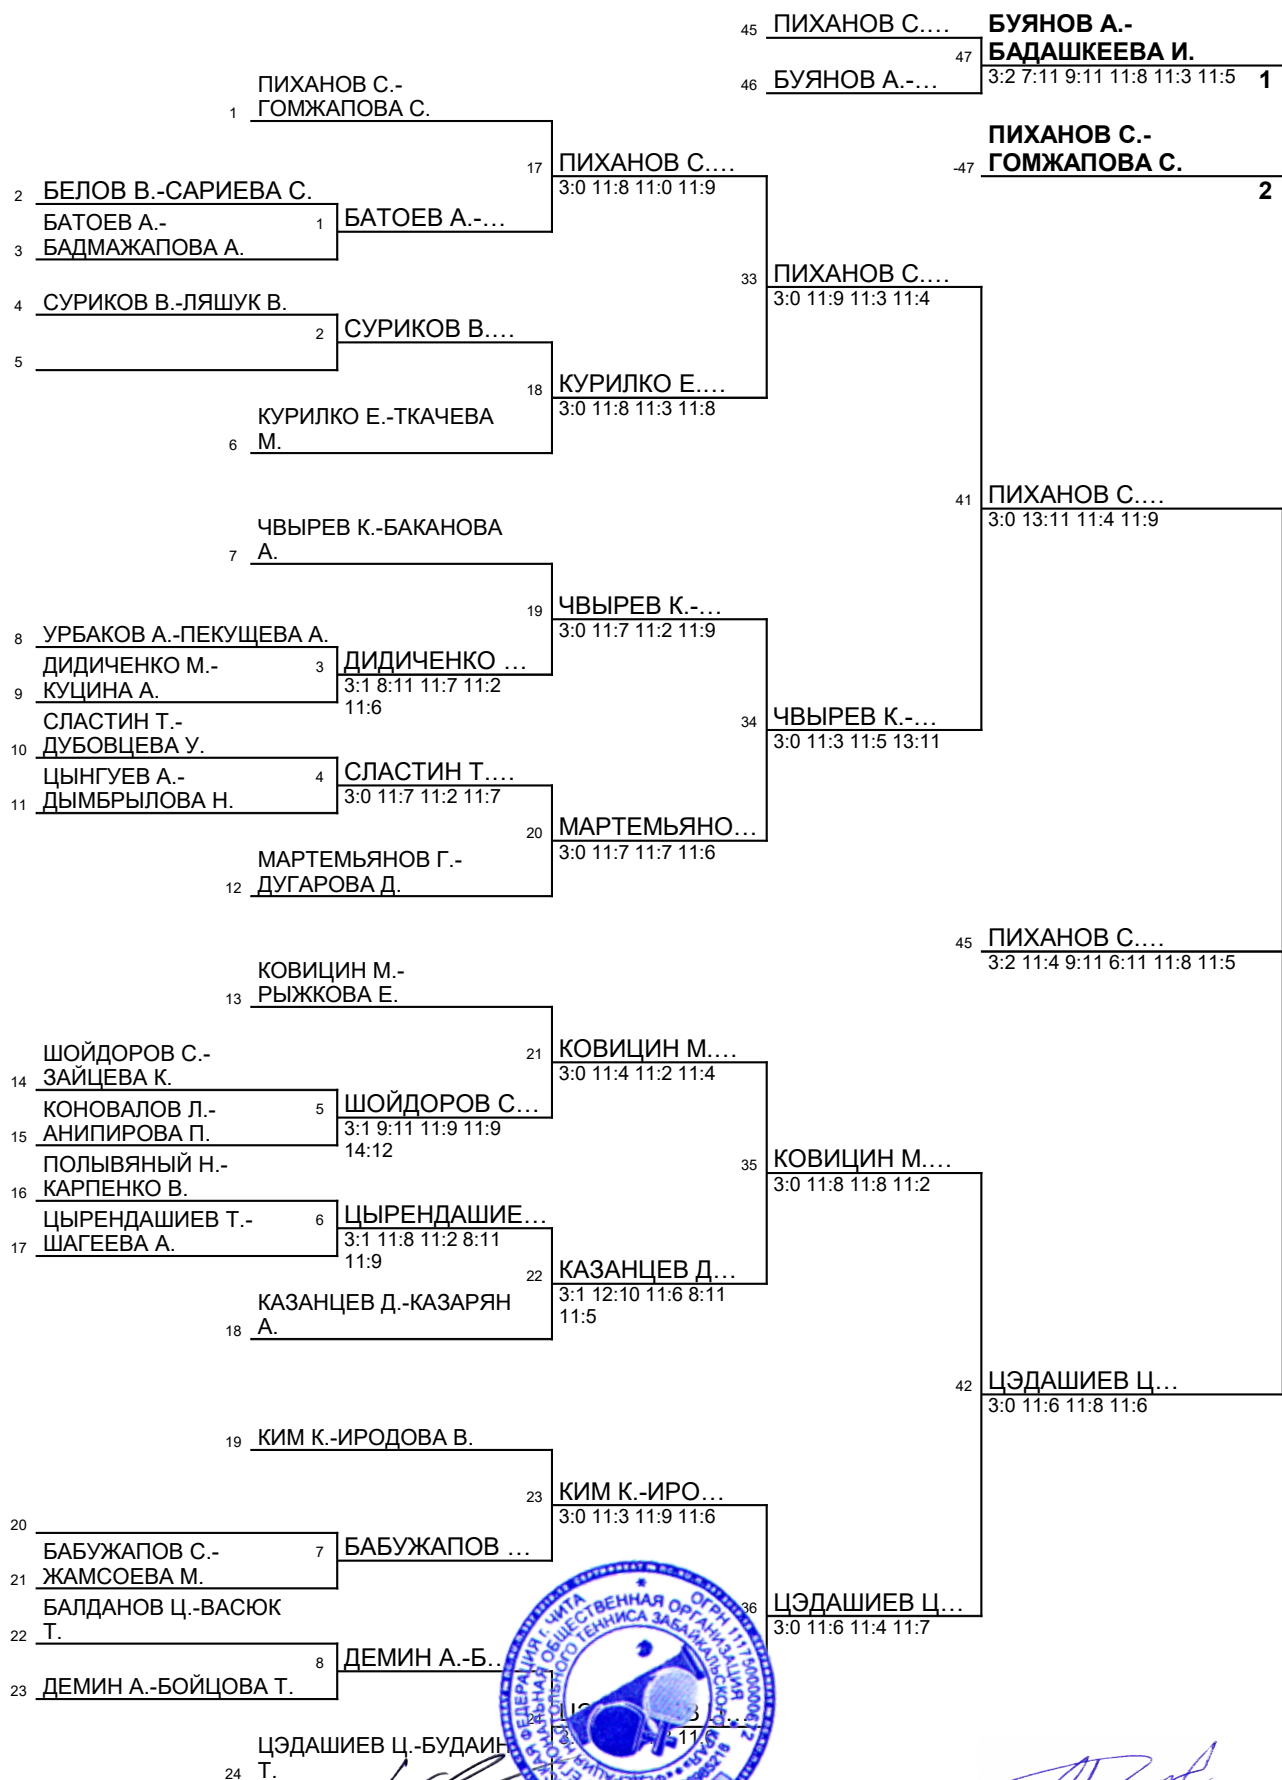 45 ПИХАНОВ С.…
БУЯНОВ А.-
БАДАШКЕЕВА И.
47
3:2 7:11 9:11 11:8 11:3 11:5 1
46 БУЯНОВ А.-…
ПИХАНОВ С.-
ГОМЖАПОВА С.
1
ПИХАНОВ С.-
ГОМЖАПОВА С.
-47
2
17 ПИХАНОВ С.…
3:0 11:8 11:0 11:9
2 БЕЛОВ В.-САРИЕВА С.
БАТОЕВ А.-
БАДМАЖАПОВА А.
3
1 БАТОЕВ А.-…
33 ПИХАНОВ С.…
3:0 11:9 11:3 11:4
4 СУРИКОВ В.-ЛЯШУК В.
2 СУРИКОВ В.…
5
18 КУРИЛКО Е.…
3:0 11:8 11:3 11:8
КУРИЛКО Е.-ТКАЧЕВА
6 М.
41 ПИХАНОВ С.…
3:0 13:11 11:4 11:9
ЧВЫРЕВ К.-БАКАНОВА
7 А.
19 ЧВЫРЕВ К.-…
3:0 11:7 11:2 11:9
8 УРБАКОВ А.-ПЕКУЩЕВА А.
ДИДИЧЕНКО М.-
9 КУЦИНА А.
3 ДИДИЧЕНКО …
3:1 8:11 11:7 11:2
11:6
34 ЧВЫРЕВ К.-…
3:0 11:3 11:5 13:11
СЛАСТИН Т.-
10 ДУБОВЦЕВА У.
ЦЫНГУЕВ А.-
11 ДЫМБРЫЛОВА Н.
4 СЛАСТИН Т.…
3:0 11:7 11:2 11:7
20 МАРТЕМЬЯНО…
3:0 11:7 11:7 11:6
МАРТЕМЬЯНОВ Г.-
12 ДУГАРОВА Д.
45 ПИХАНОВ С.…
3:2 11:4 9:11 6:11 11:8 11:5
КОВИЦИН М.-
13 РЫЖКОВА Е.
21 КОВИЦИН М.…
3:0 11:4 11:2 11:4
ШОЙДОРОВ С.-
14 ЗАЙЦЕВА К.
КОНОВАЛОВ Л.-
15 АНИПИРОВА П.
5 ШОЙДОРОВ С…
3:1 9:11 11:9 11:9
14:12
35 КОВИЦИН М.…
3:0 11:8 11:8 11:2
ПОЛЫВЯНЫЙ Н.-
16 КАРПЕНКО В.
ЦЫРЕНДАШИЕВ Т.-
17 ШАГЕЕВА А.
6 ЦЫРЕНДАШИЕ…
3:1 11:8 11:2 8:11
11:9
22 КАЗАНЦЕВ Д…
3:1 12:10 11:6 8:11
11:5
КАЗАНЦЕВ Д.-КАЗАРЯН
18 А.
42 ЦЭДАШИЕВ Ц…
3:0 11:6 11:8 11:6
19 КИМ К.-ИРОДОВА В.
23 КИМ К.-ИРО…
3:0 11:3 11:9 11:6
20
БАБУЖАПОВ С.-
21 ЖАМСОЕВА М.
7 БАБУЖАПОВ …
36 ЦЭДАШИЕВ Ц…
3:0 11:6 11:4 11:7
БАЛДАНОВ Ц.-ВАСЮК
22 Т.
8 ДЕМИН А.-Б…
23 ДЕМИН А.-БОЙЦОВА Т.
24
ЦЭДАШИЕВ Ц.-БУДАИН
24 Т.
ОГРН 1117500000672